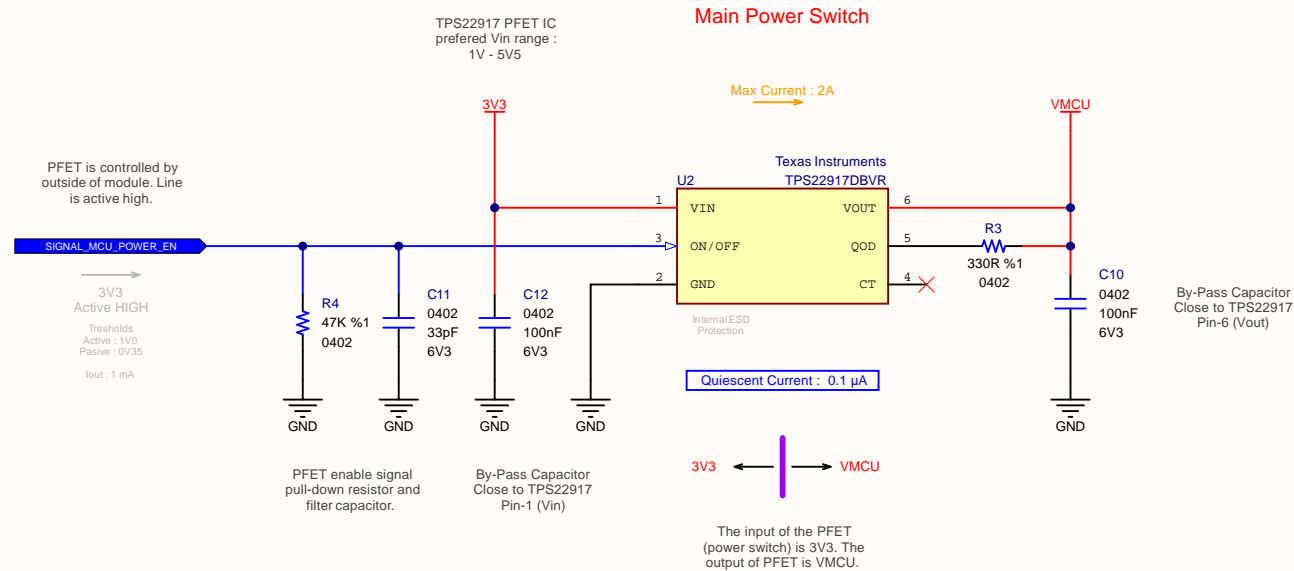 Main Power Switch
TPS22917 PFET IC
prefered Vin range :
1V - 5V5
Max Current : 2A
3V3
VMCU
PFET is controlled by
outside of module. Line
is active high.
SIGNAL_MCU_POWER_EN
3V3
Active HIGH
Tresholds
Active : 1V0
Pasive : 0V35
Iout : 1 mA
R4
47K %1
0402
GND
C11
0402
33pF
6V3
GND
C12
0402
100nF
6V3
GND
GND
Texas Instruments
U2
TPS22917DBVR
1
VIN
VOUT
6
3
ON/OFF
QOD
5
2
GND
CT
4
R3
330R %1
0402
Internal ESD
Protection
C10
0402
100nF
6V3
GND
By-Pass Capacitor
Close to TPS22917
Pin-6 (Vout)
Quiescent Current : 0.1 µA
PFET enable signal
pull-down resistor and
filter capacitor.
By-Pass Capacitor
Close to TPS22917
Pin-1 (Vin)
3V3
VMCU
The input of the PFET
(power switch) is 3V3. The
output of PFET is VMCU.